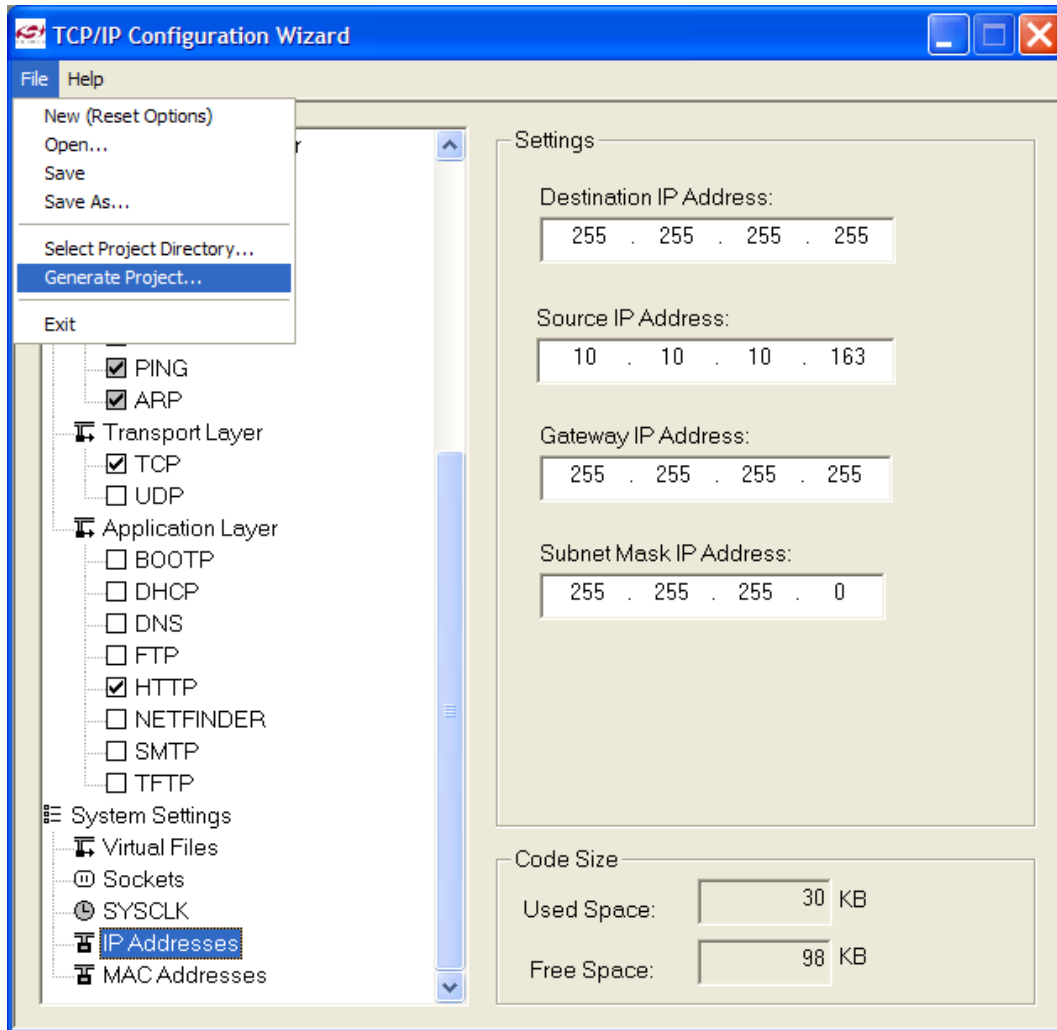 TCP/IP Configuration Wizard
File Help
New (Reset Options)
Open...
Save
Save As...
Select Project Directory...
Generate Project...
Exit
PING
ARP
Transport Layer
TCP
UDP
Application Layer
BOOTP
DHCP
DNS
FTP
HTTP
NETFINDER
SMTP
TFTP
System Settings
Virtual Files
Sockets
SYSCLK
IP Addresses
MAC Addresses
Settings
Destination IP Address:
255 . 255 . 255 . 255
Source IP Address:
10 . 10 . 10 . 163
Gateway IP Address:
255 . 255 . 255 . 255
Subnet Mask IP Address:
255 . 255 . 255 . 0
Code Size
Used Space: 30 KB
Free Space: 98 KB